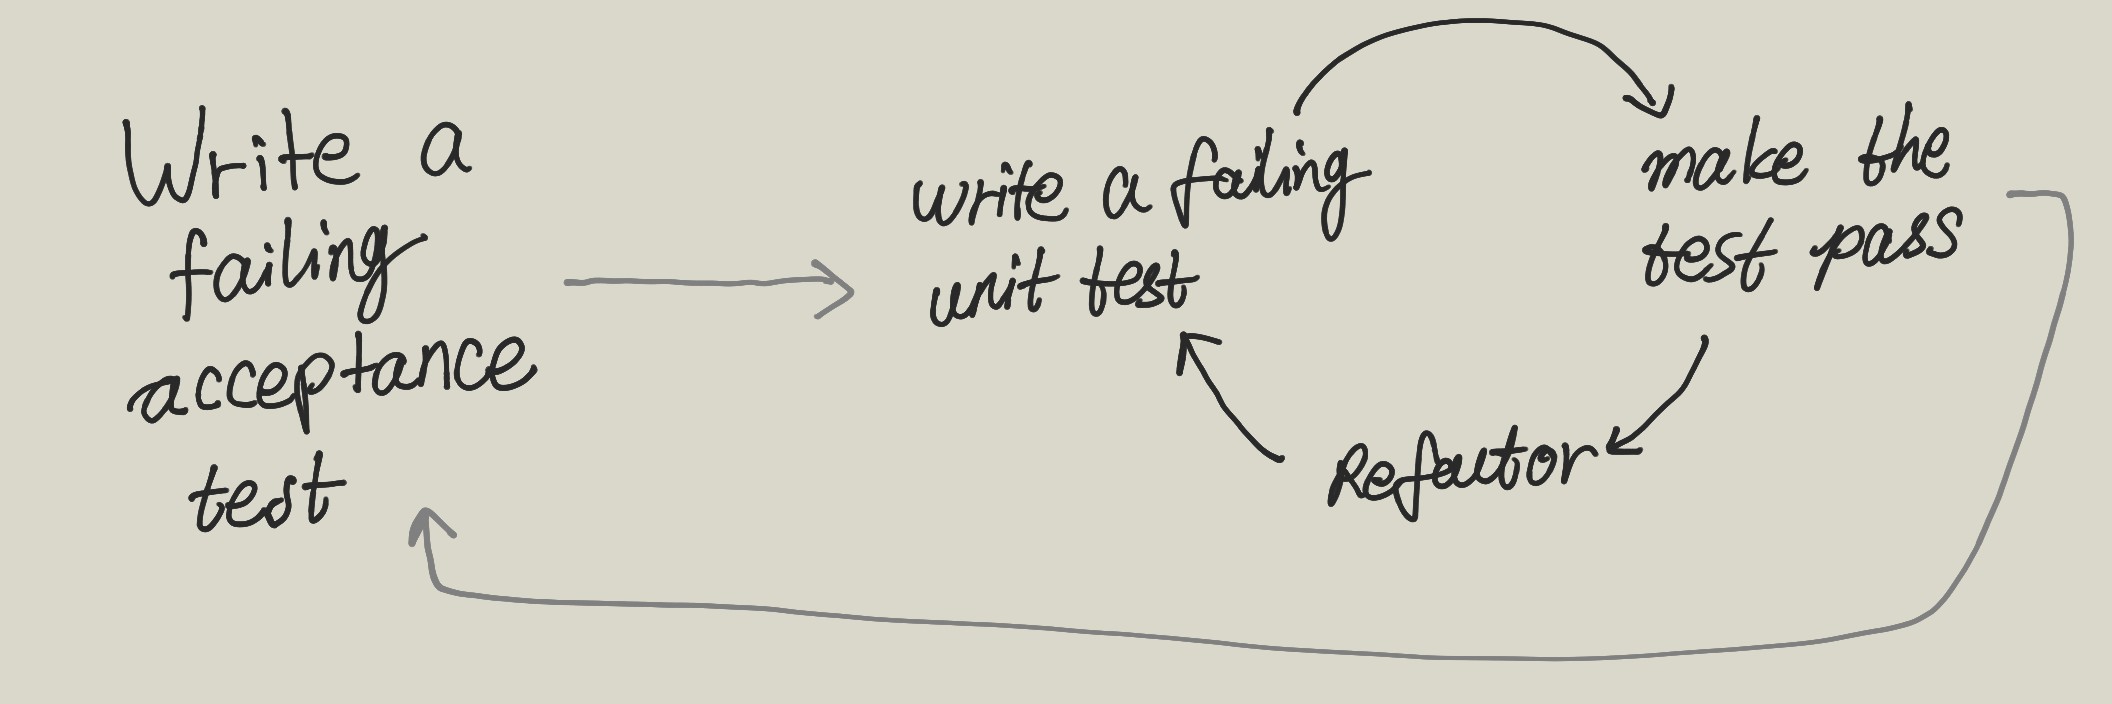 Write a
failing
acceptance
test
write a failing
unit test
make the
test pass
Refactor